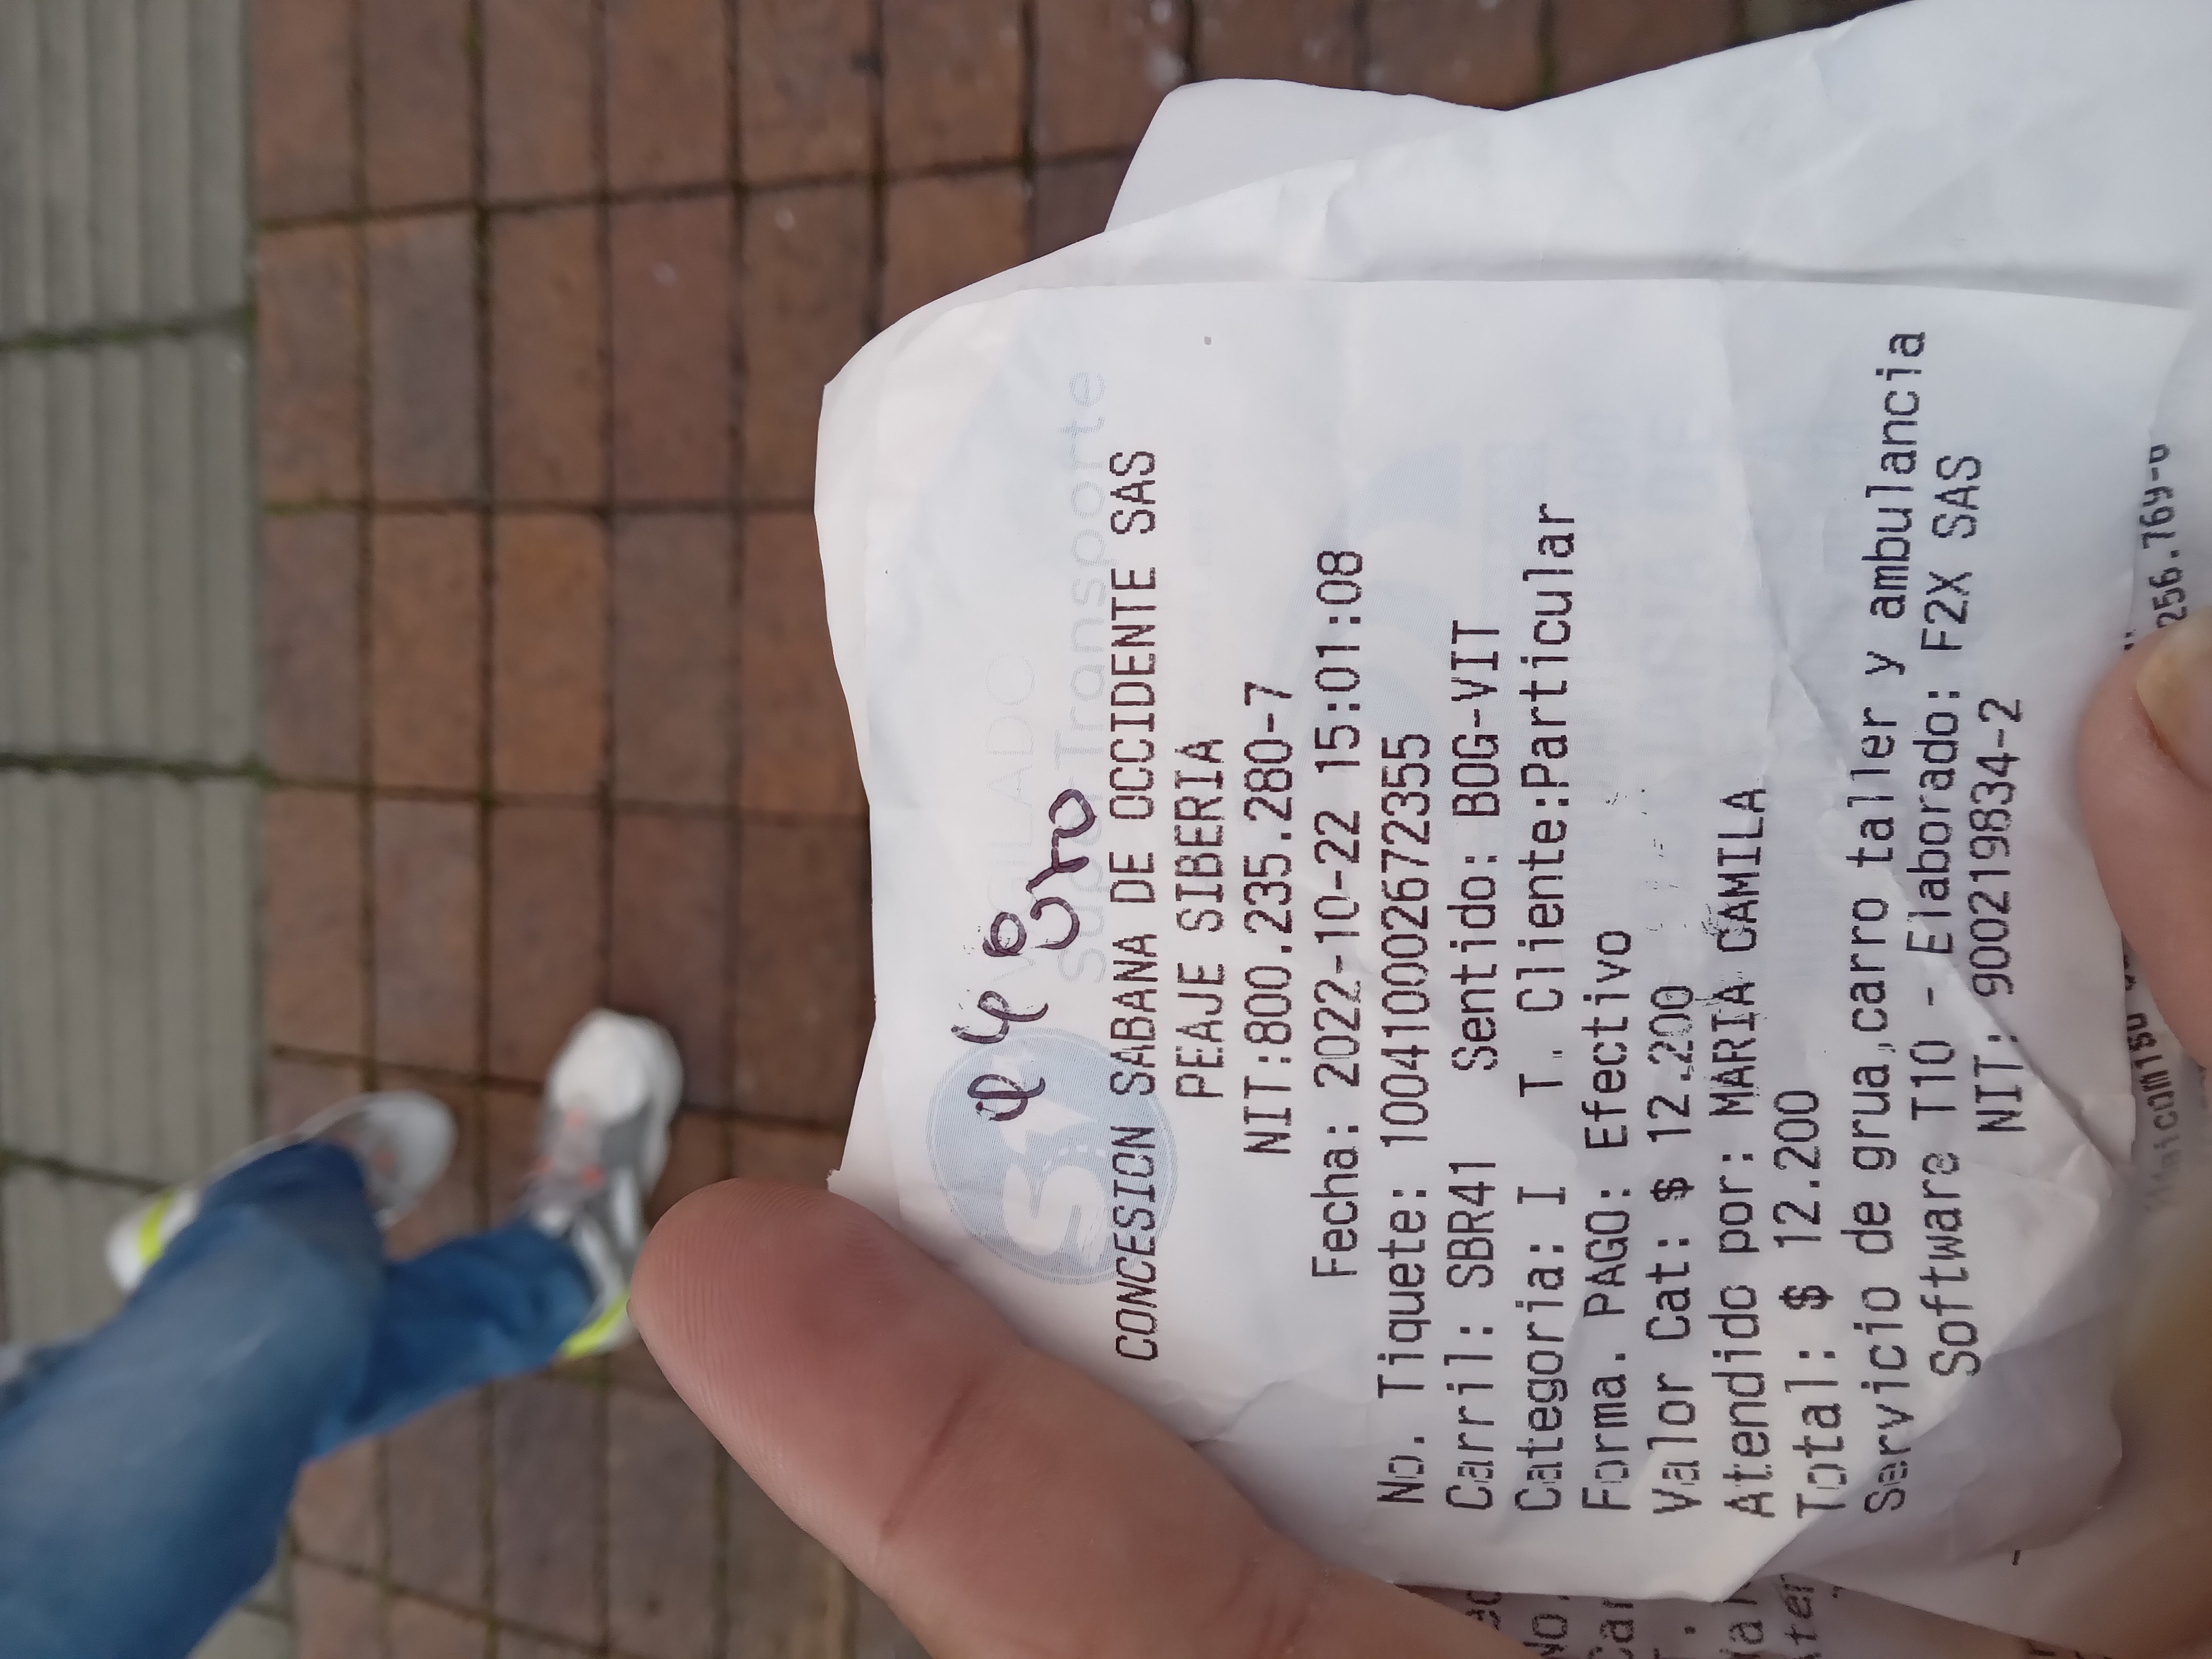 VIGILADO
SuperTransporte
CONCESION SABANA DE OCCIDENTE SAS
PEAJE SIBERIA
NIT:800.235.280-7
Fecha: 2022-10-22 15:01:08
No. Tiquete: 1004100002672355
Carril: SBR41 Sentido: BOG-VIT
Categoria: I T. Cliente:Particular
Forma. PAGO: Efectivo
Valor Cat: $ 12.200
Atendido por: MARIA CAMILA
Total: $ 12.200
Servicio de grua,carro taller y ambulancia
Software T10 - Elaborado: F2X SAS
NIT: 900219834-2